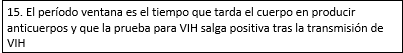 15. El período ventana es el tiempo que tarda el cuerpo en producir
anticuerpos y que la prueba para VIH salga positiva tras la transmisión de
VIH